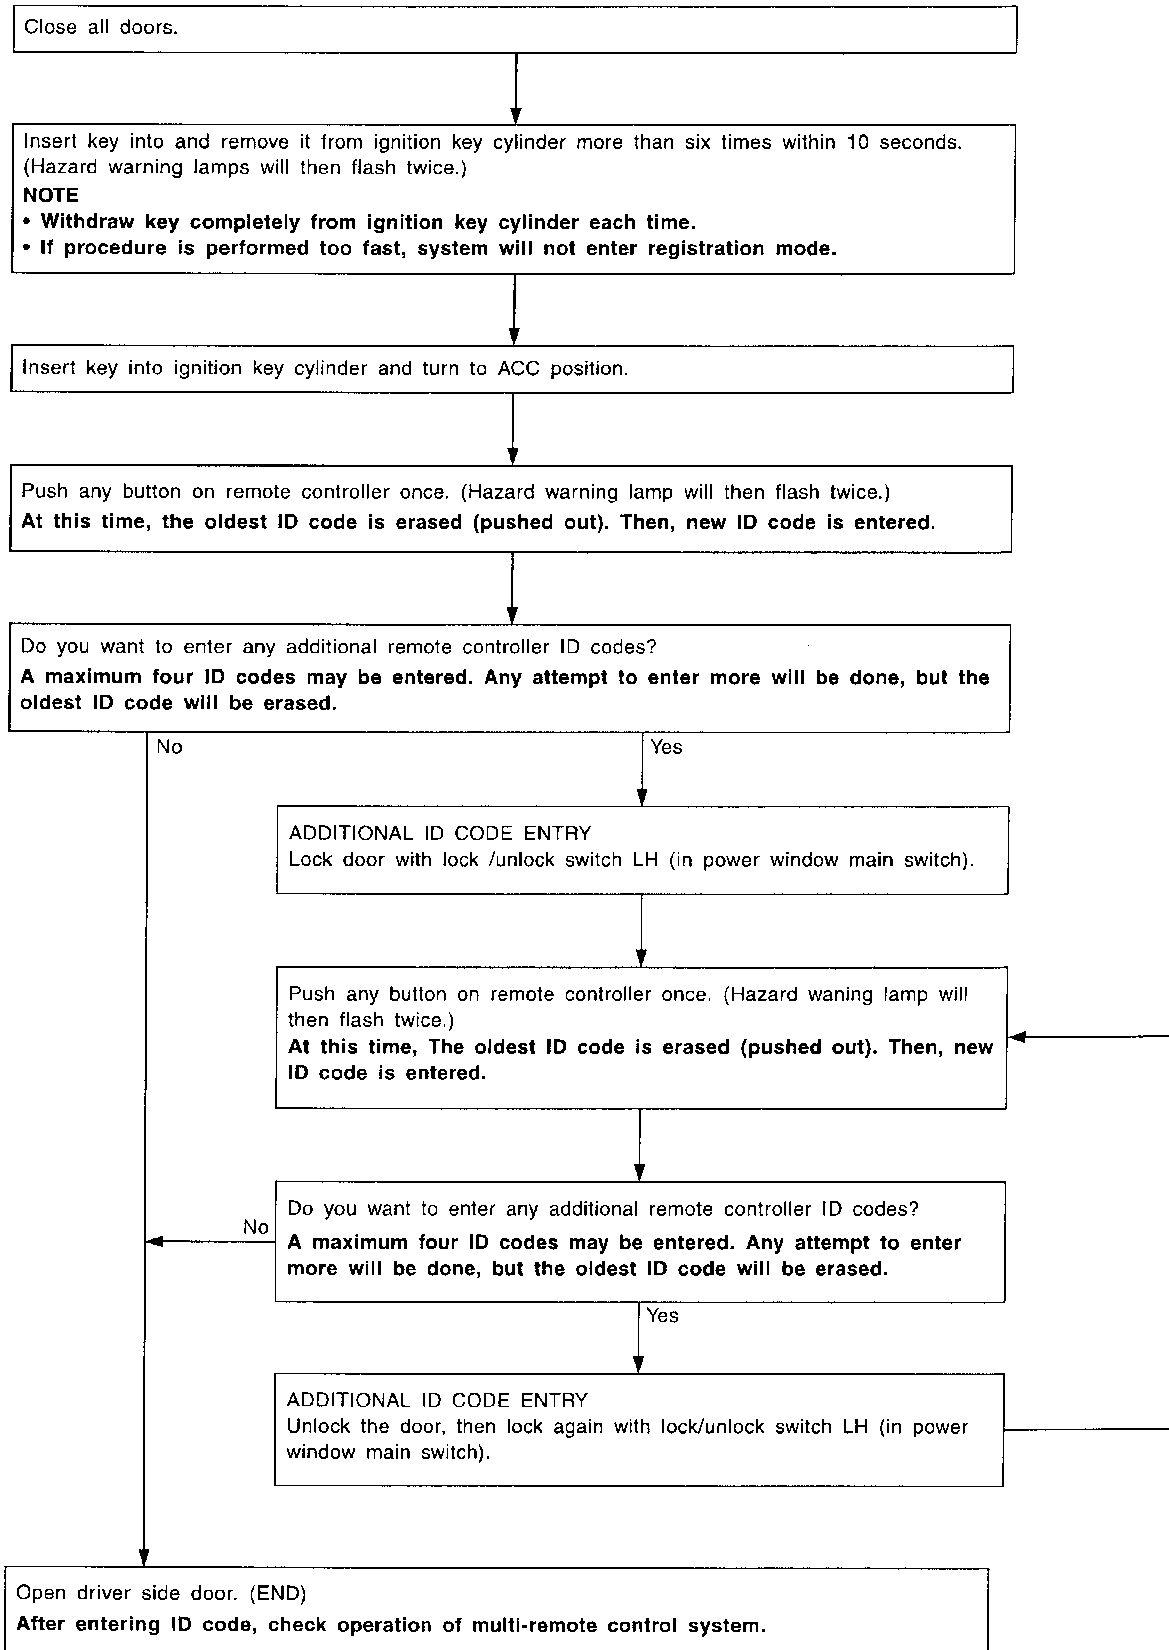 Close all doors.
Insert key into and remove it from ignition key cylinder more than six times within 10 seconds.
(Hazard warning lamps will then flash twice.)
NOTE
• Withdraw key completely from ignition key cylinder each time.
• If procedure is performed too fast, system will not enter registration mode.
Insert key into ignition key cylinder and turn to ACC position.
Push any button on remote controller once. (Hazard warning lamp will then flash twice.)
At this time, the oldest ID code is erased (pushed out). Then, new ID code is entered.
Do you want to enter any additional remote controller ID codes?
A maximum four ID codes may be entered. Any attempt to enter more will be done, but the
oldest ID code will be erased.
No
Yes
ADDITIONAL ID CODE ENTRY
Lock door with lock /unlock switch LH (in power window main switch).
Push any button on remote controller once. (Hazard waning lamp will
then flash twice.)
At this time, The oldest ID code is erased (pushed out). Then, new
ID code is entered.
Do you want to enter any additional remote controller ID codes?
No
A maximum four ID codes may be entered. Any attempt to enter
more will be done, but the oldest ID code will be erased.
Yes
ADDITIONAL ID CODE ENTRY
Unlock the door, then lock again with lock/unlock switch LH (in power
window main switch).
Open driver side door. (END)
After entering ID code, check operation of multi-remote control system.